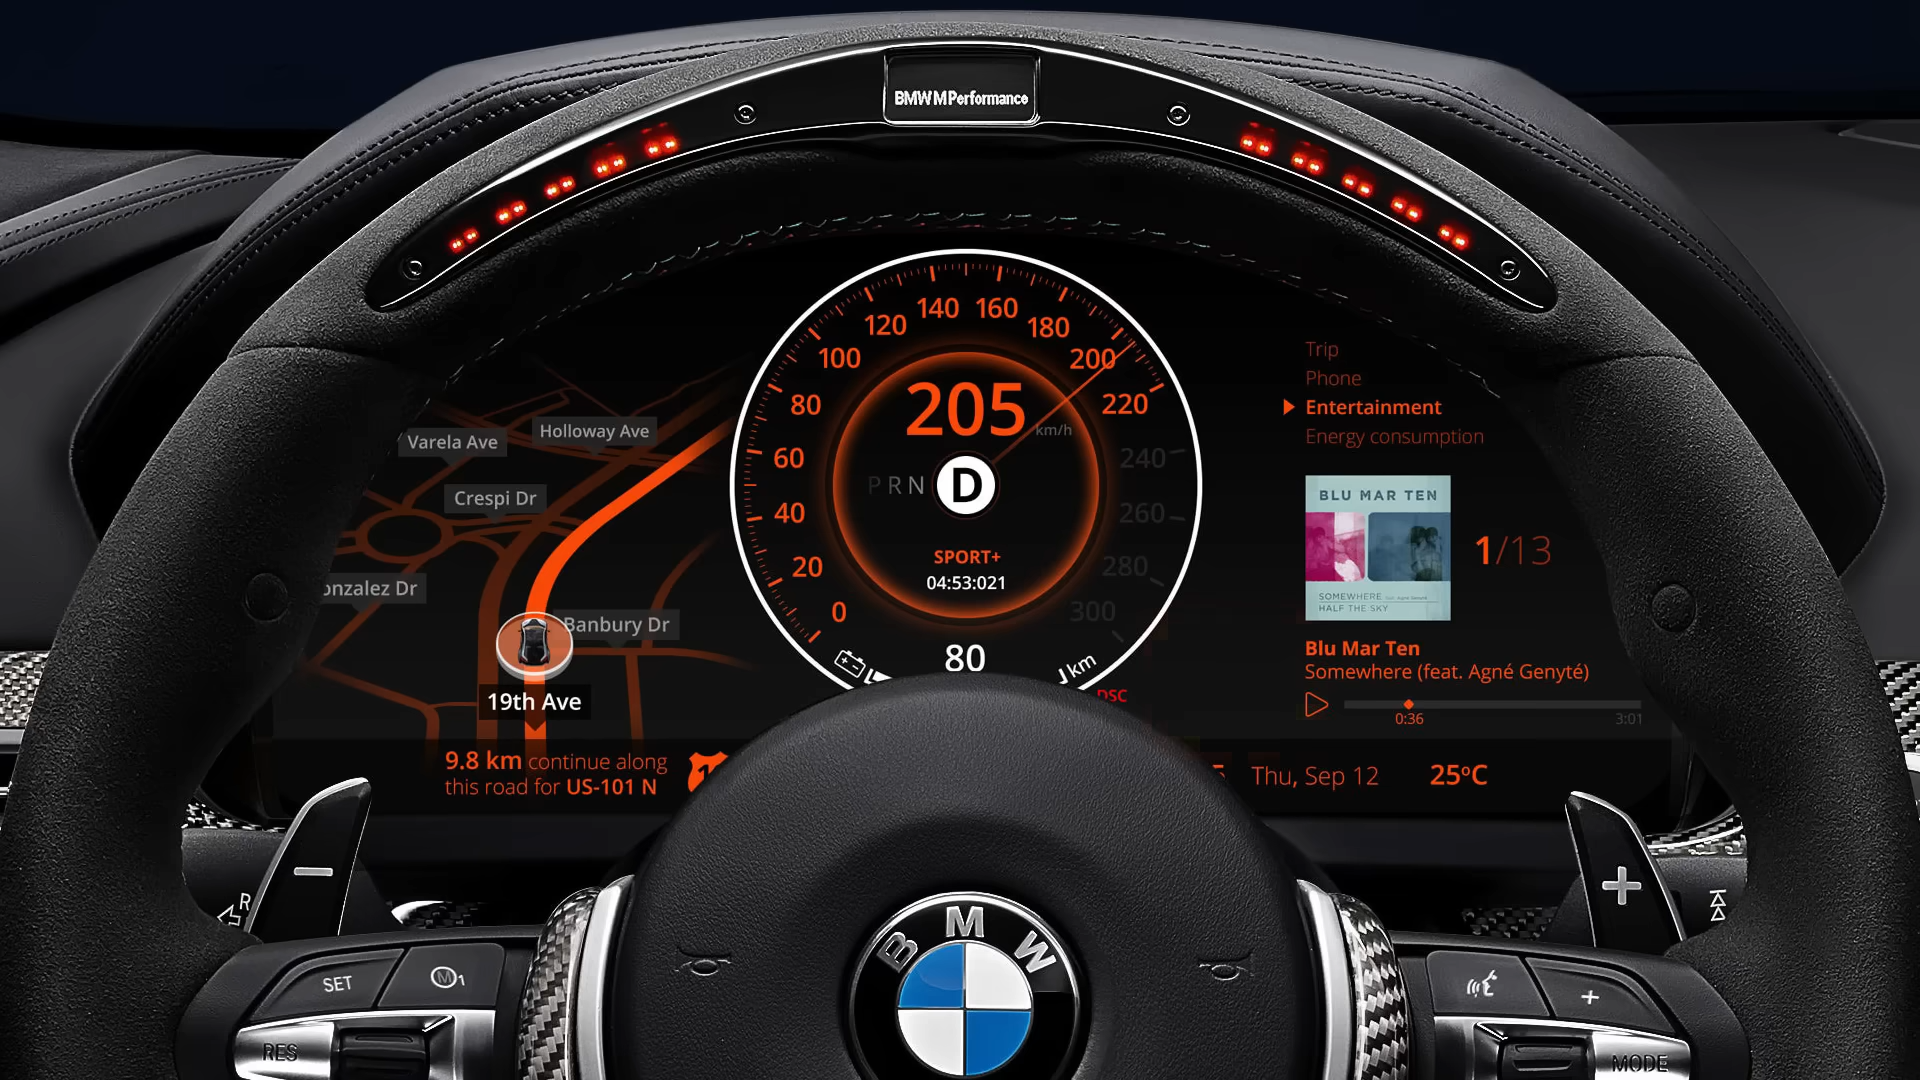 BMW M Performance
140 160
120 180
100 200
80 220
60 240
40 260
20 280
0 300
205
km/h
P R N D
SPORT+
04:53:021
80
km
DSC
Varela Ave
Holloway Ave
Crespi Dr
onzalez Dr
Banbury Dr
19th Ave
9.8 km continue along
this road for US-101 N
Trip
Phone
Entertainment
Energy consumption
BLU MAR TEN
SOMEWHERE
HALF THE SKY
1/13
Blu Mar Ten
Somewhere (feat. Agné Genyté)
0:36 3:01
5 Thu, Sep 12 25ºC
R
SET M1
RES
BMW
MODE